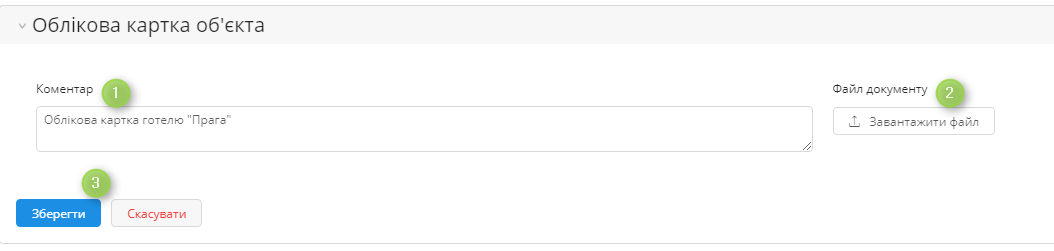 Облікова картка об'єкта
Коментар 1
Файл документу 2
Облікова картка готелю "Прага"
Завантажити файл
3
Зберегти Скасувати